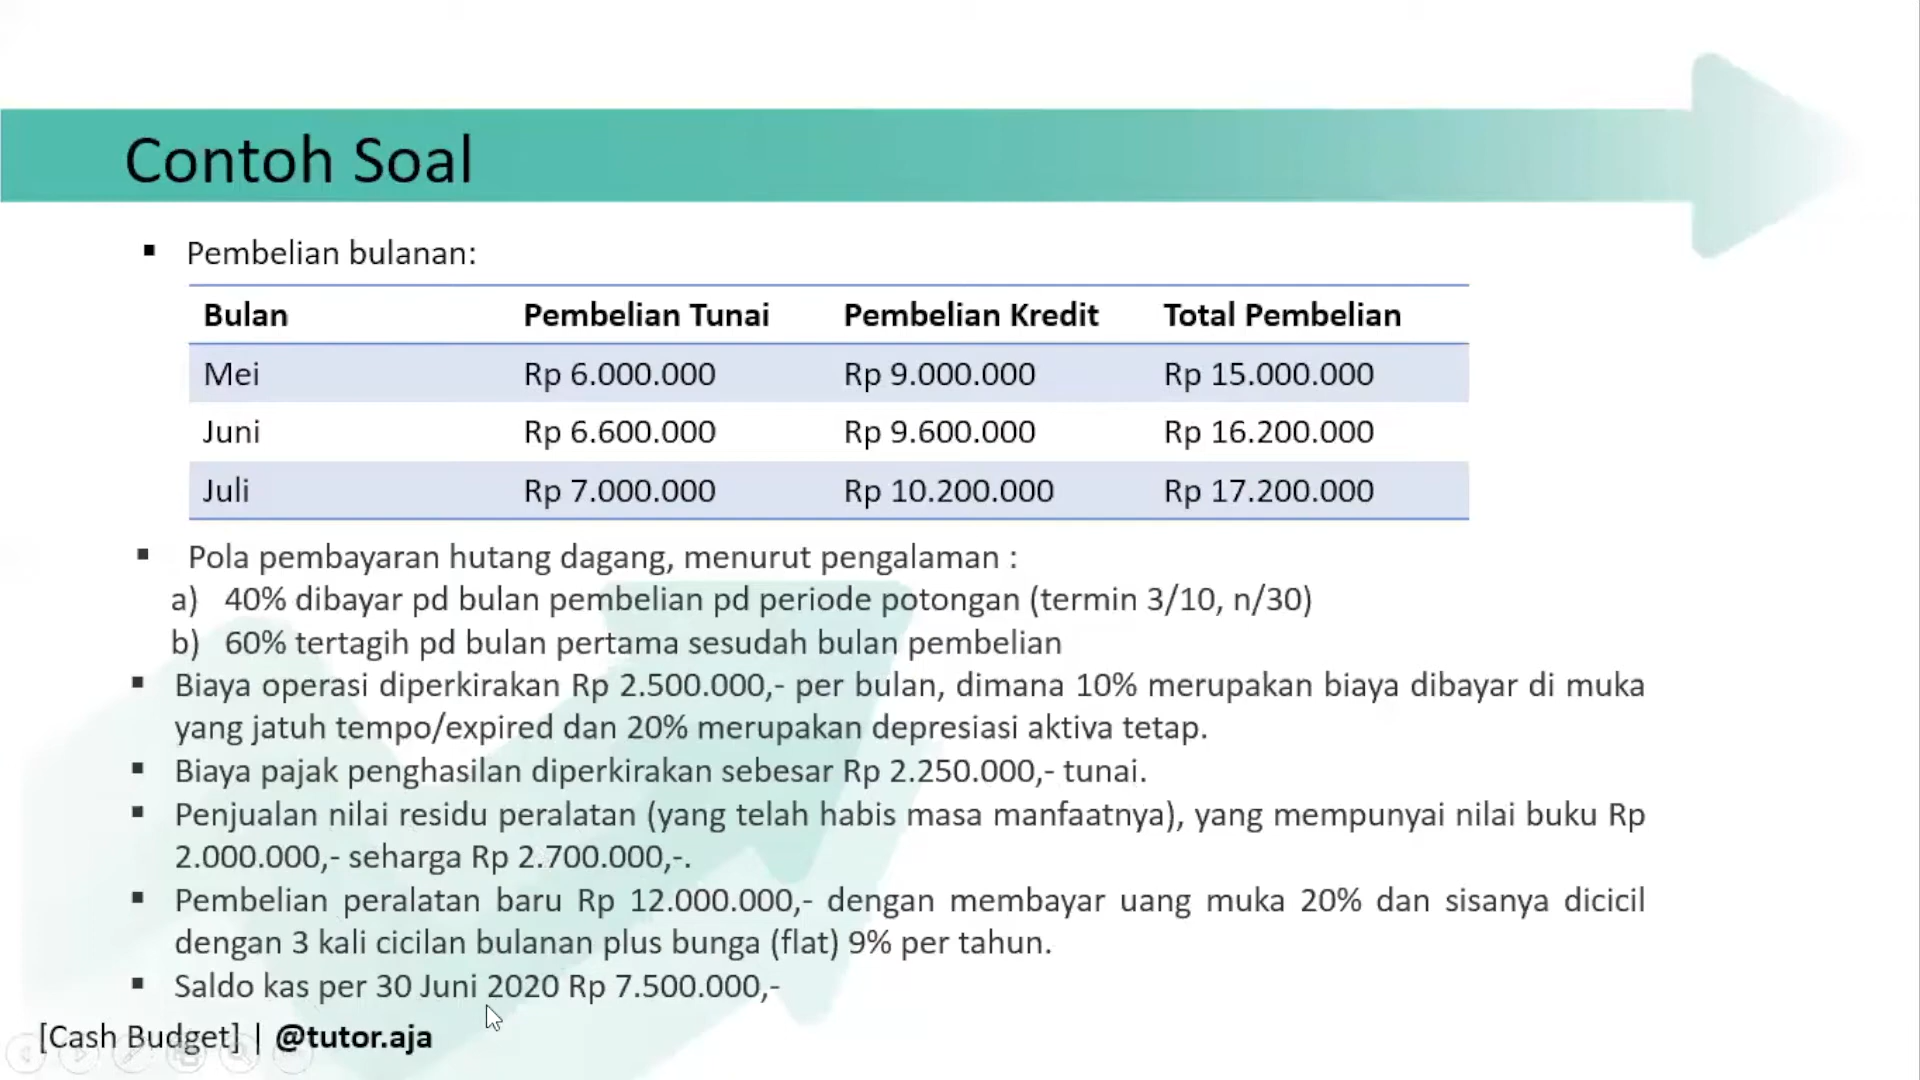 Contoh Soal
▪ Pembelian bulanan:
Bulan Pembelian Tunai Pembelian Kredit Total Pembelian
Mei Rp 6.000.000 Rp 9.000.000 Rp 15.000.000
Juni Rp 6.600.000 Rp 9.600.000 Rp 16.200.000
Juli Rp 7.000.000 Rp 10.200.000 Rp 17.200.000
▪ Pola pembayaran hutang dagang, menurut pengalaman :
a) 40% dibayar pd bulan pembelian pd periode potongan (termin 3/10, n/30)
b) 60% tertagih pd bulan pertama sesudah bulan pembelian
▪ Biaya operasi diperkirakan Rp 2.500.000,- per bulan, dimana 10% merupakan biaya dibayar di muka
yang jatuh tempo/expired dan 20% merupakan depresiasi aktiva tetap.
▪ Biaya pajak penghasilan diperkirakan sebesar Rp 2.250.000,- tunai.
▪ Penjualan nilai residu peralatan (yang telah habis masa manfaatnya), yang mempunyai nilai buku Rp
2.000.000,- seharga Rp 2.700.000,-.
▪ Pembelian peralatan baru Rp 12.000.000,- dengan membayar uang muka 20% dan sisanya dicicil
dengan 3 kali cicilan bulanan plus bunga (flat) 9% per tahun.
▪ Saldo kas per 30 Juni 2020 Rp 7.500.000,-
[Cash Budget] | @tutor.aja